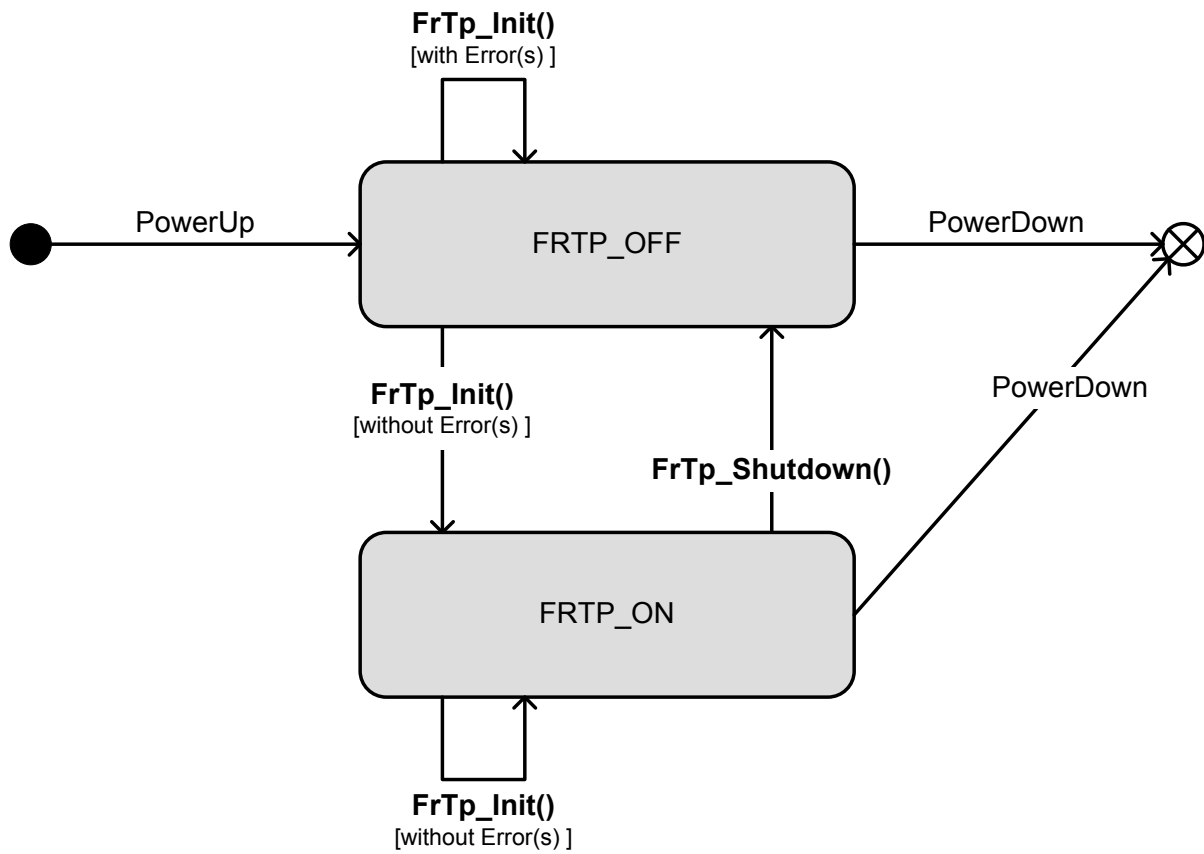 FrTp_Init()
[with Error(s) ]
PowerUp
FRTP_OFF
PowerDown
FrTp_Init()
[without Error(s) ]
PowerDown
FrTp_Shutdown()
FRTP_ON
FrTp_Init()
[without Error(s) ]